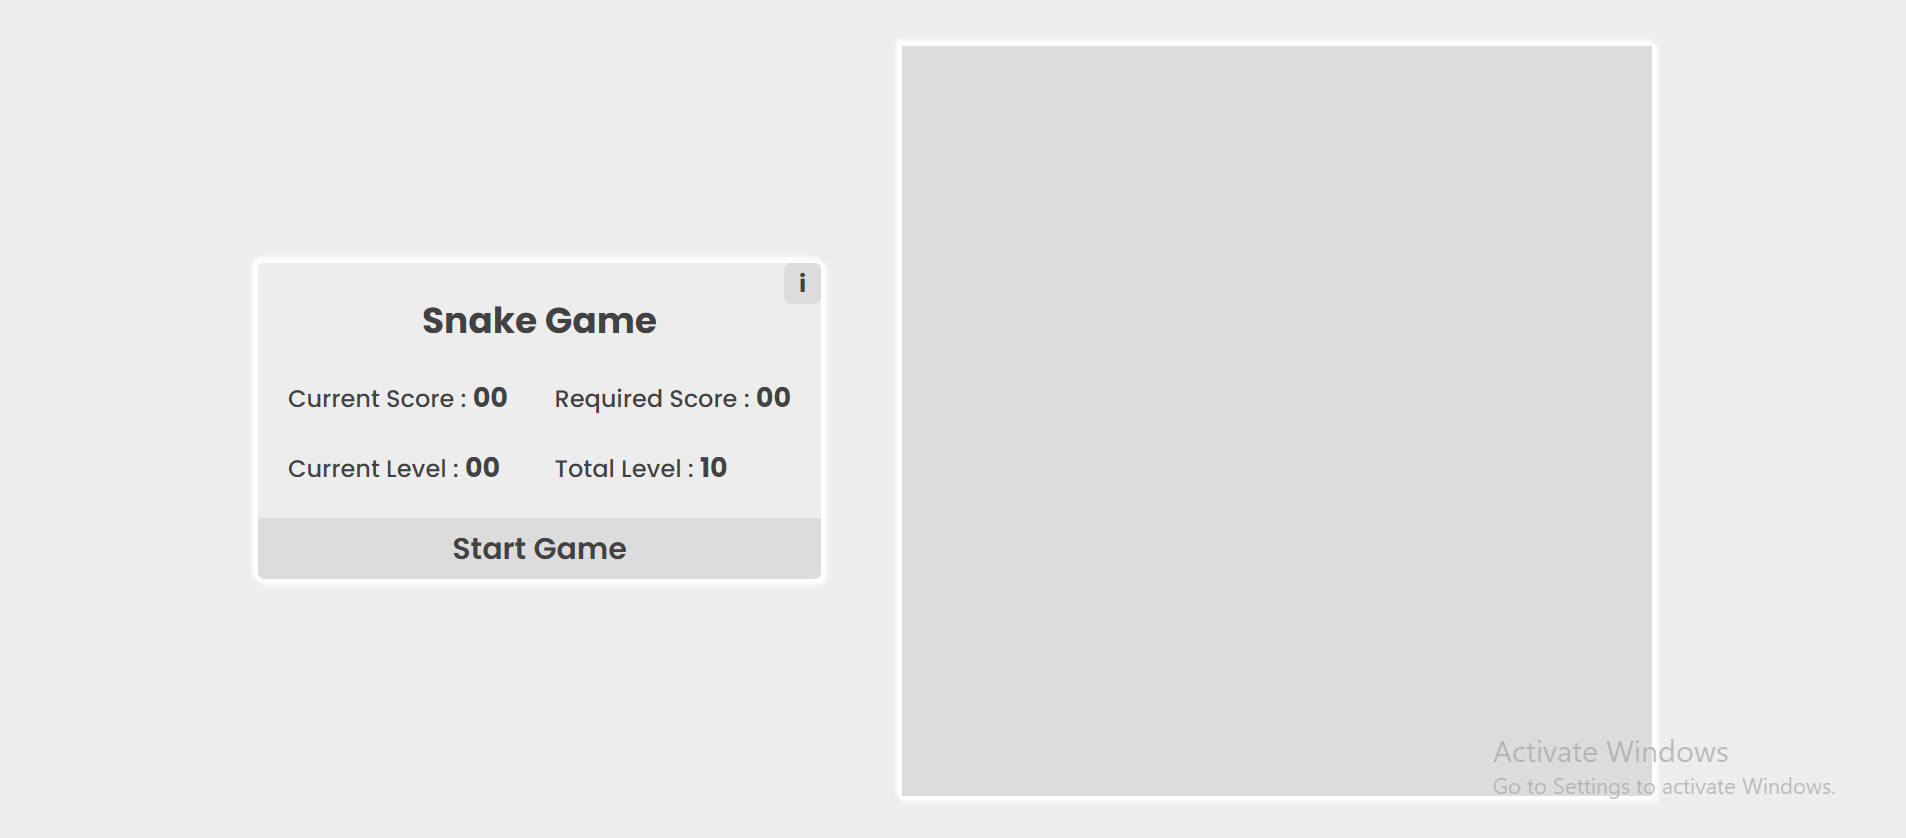 i
Snake Game
Current Score : 00
Required Score : 00
Current Level : 00
Total Level : 10
Start Game
Activate Windows
Go to Settings to activate Windows.